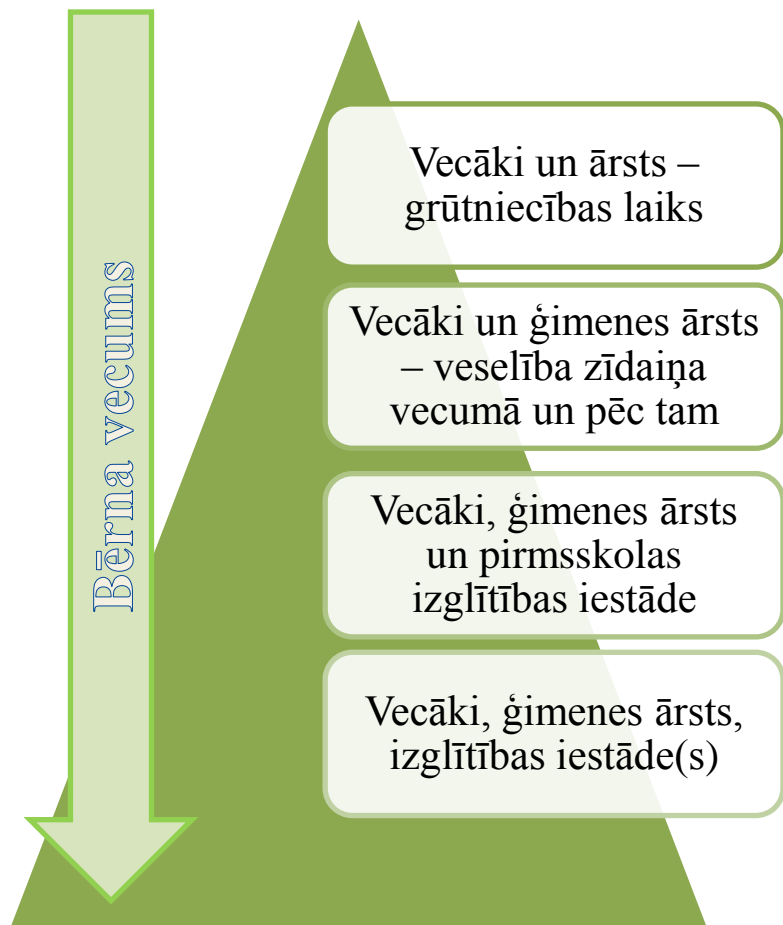 Bērna vecums
Vecāki un ārsts –
grūtniecības laiks
Vecāki un ģimenes ārsts
– veselība zīdaiņa
vecumā un pēc tam
Vecāki, ģimenes ārsts
un pirmsskolas
izglītības iestāde
Vecāki, ģimenes ārsts,
izglītības iestāde(s)